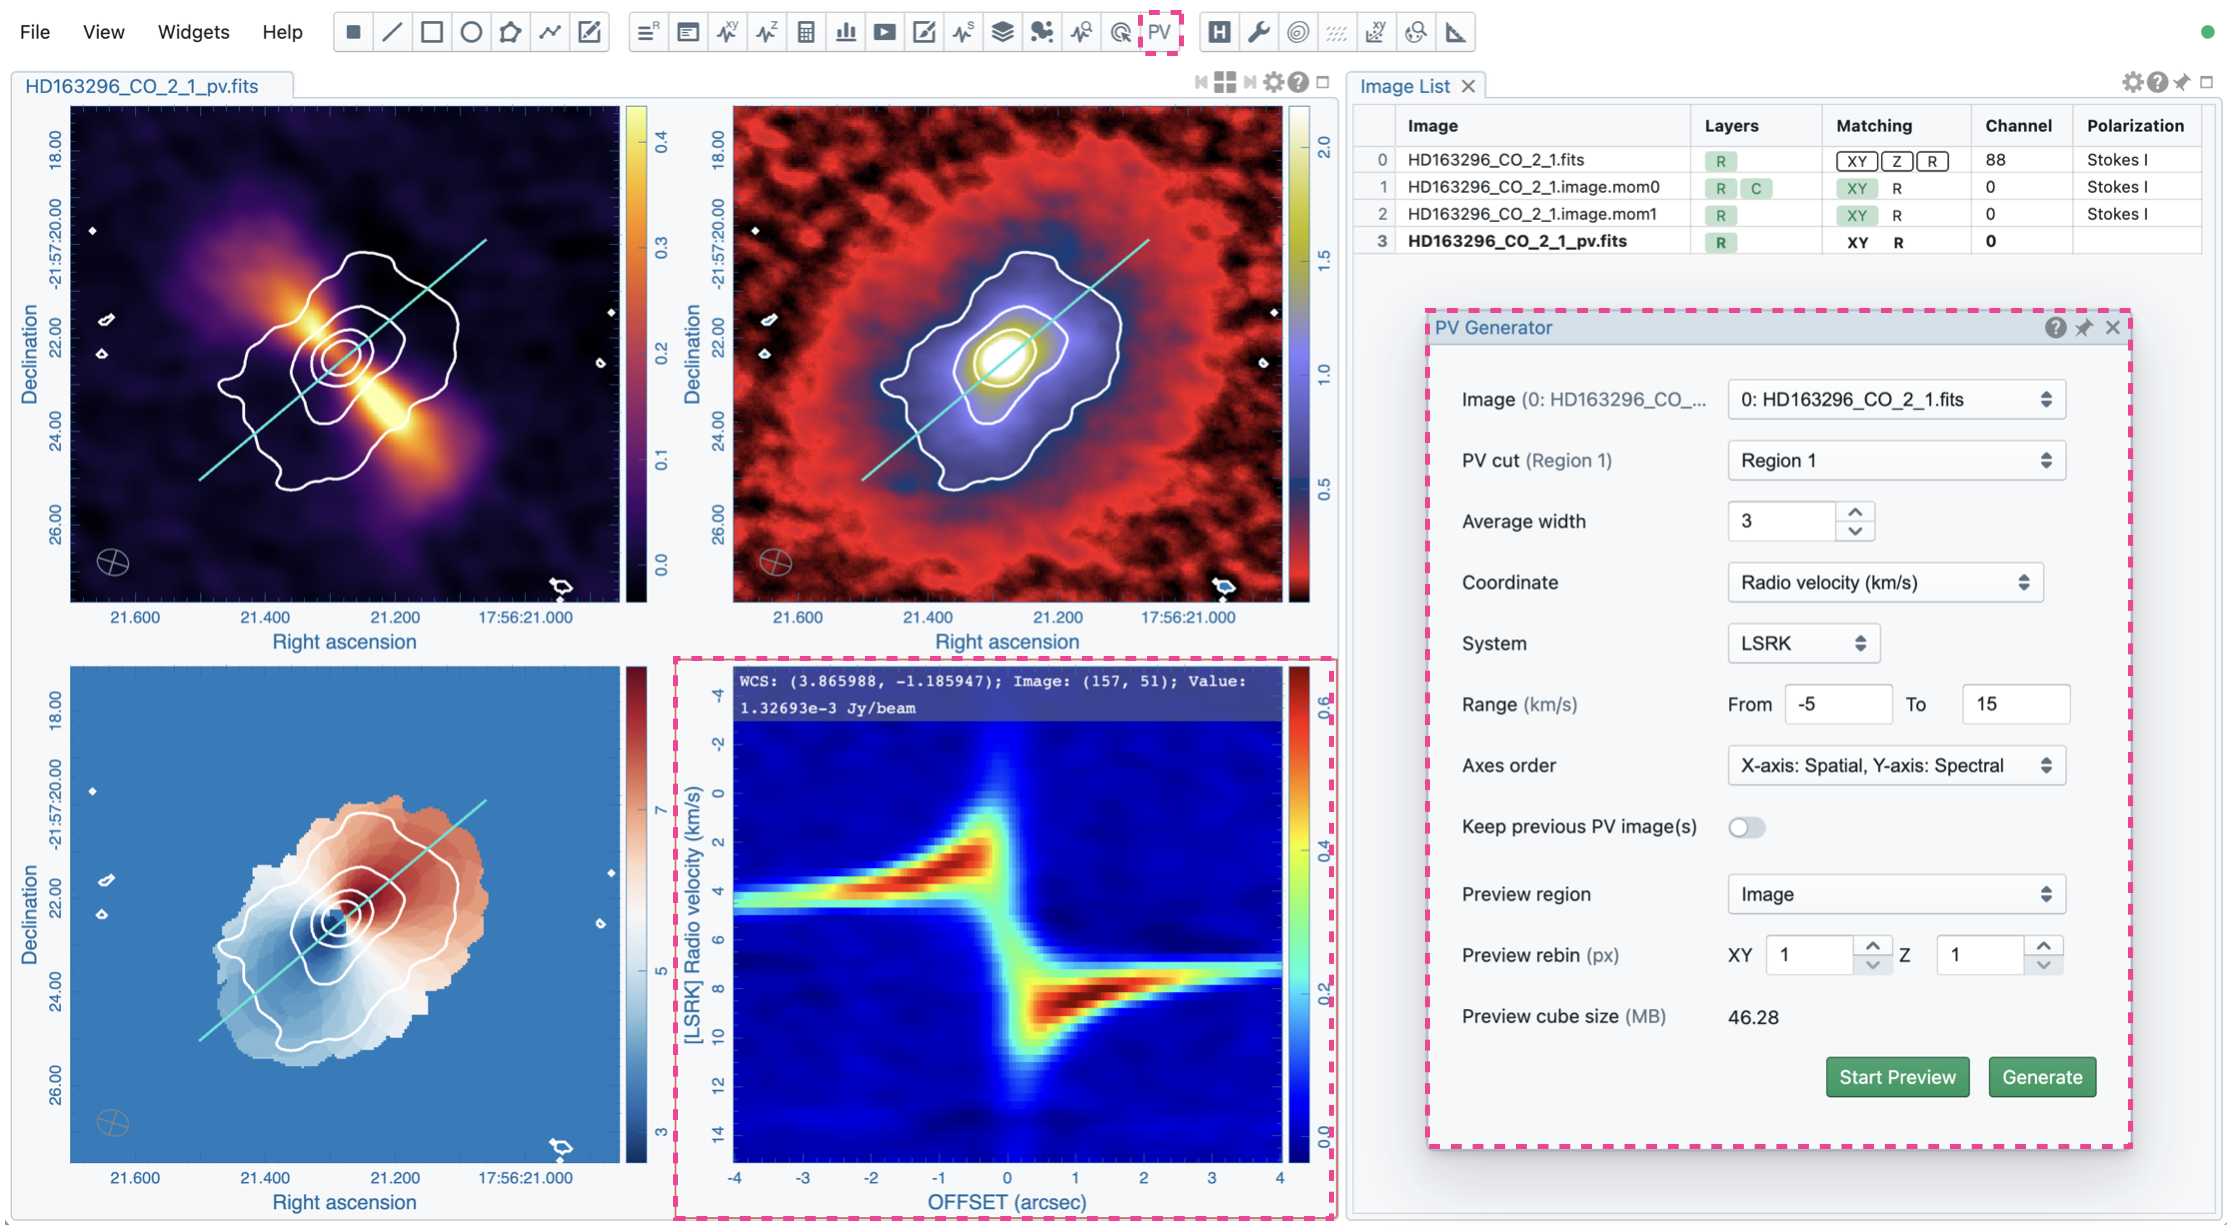 File View Widgets Help
R XY Z S PV H xy
HD163296_CO_2_1_pv.fits
Image List
Image Layers Matching Channel Polarization
0 HD163296_CO_2_1.fits R XY Z R 88 Stokes I
1 HD163296_CO_2_1.image.mom0 R C XY R 0 Stokes I
2 HD163296_CO_2_1.image.mom1 R XY R 0 Stokes I
3 HD163296_CO_2_1_pv.fits R XY R 0
Declination
18.00
-21:57:20.00
22.00
24.00
26.00
0.4
0.3
0.2
0.1
0.0
21.600 21.400 21.200 17:56:21.000
Right ascension
Declination
18.00
-21:57:20.00
22.00
24.00
26.00
2.0
1.5
1.0
0.5
21.600 21.400 21.200 17:56:21.000
Right ascension
Declination
18.00
-21:57:20.00
22.00
24.00
26.00
7
5
3
21.600 21.400 21.200 17:56:21.000
Right ascension
WCS: (3.865988, -1.185947); Image: (157, 51); Value:
1.32693e-3 Jy/beam
[LSRK] Radio velocity (km/s)
-4
-2
0
2
4
6
8
10
12
14
0.6
0.4
0.2
0.0
-4 -3 -2 -1 0 1 2 3 4
OFFSET (arcsec)
PV Generator
Image (0: HD163296_CO_... 0: HD163296_CO_2_1.fits
PV cut (Region 1) Region 1
Average width 3
Coordinate Radio velocity (km/s)
System LSRK
Range (km/s) From -5 To 15
Axes order X-axis: Spatial, Y-axis: Spectral
Keep previous PV image(s)
Preview region Image
Preview rebin (px) XY 1 Z 1
Preview cube size (MB) 46.28
Start Preview Generate